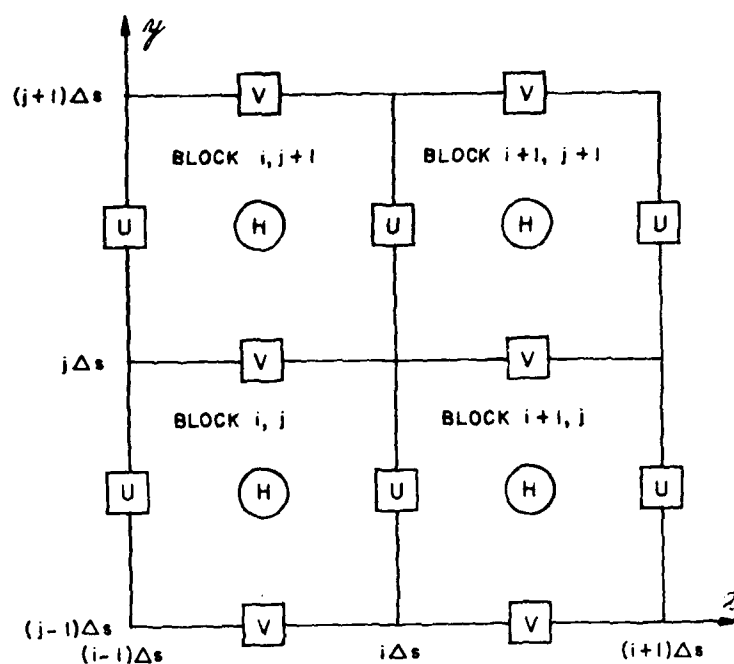 y
(j+1)Δs V V
BLOCK i, j+1 BLOCK i+1, j+1
U H U H U
jΔs V V
BLOCK i, j BLOCK i+1, j
U H U H U
(j-1)Δs V V
(i-1)Δs iΔs (i+1)Δs